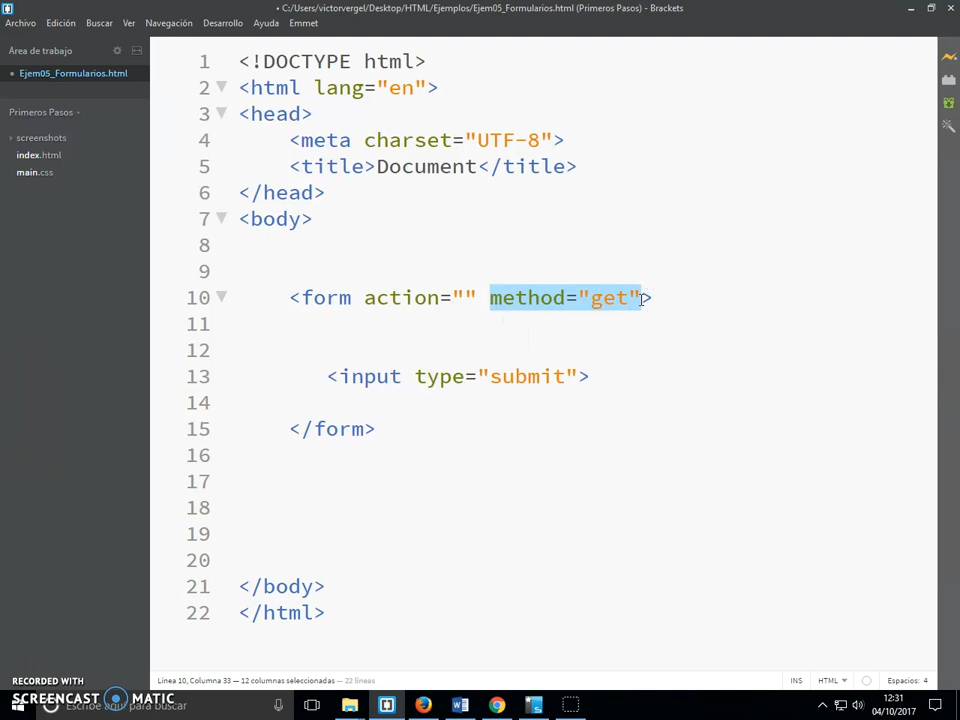 • C:/Users/victorvergel/Desktop/HTML/Ejemplos/Ejem05_Formularios.html (Primeros Pasos) - Brackets
Archivo Edición Buscar Ver Navegación Desarrollo Ayuda Emmet
Área de trabajo
• Ejem05_Formularios.html
Primeros Pasos
screenshots
index.html
main.css
1 <!DOCTYPE html>
2 <html lang="en">
3 <head>
4 <meta charset="UTF-8">
5 <title>Document</title>
6 </head>
7 <body>
8
9
10 <form action="" method="get">
11
12
13 <input type="submit">
14
15 </form>
16
17
18
19
20
21 </body>
22 </html>
Línea 10, Columna 33 — 12 columnas seleccionadas — 22 líneas
INS HTML Espacios: 4
RECORDED WITH
SCREENCAST MATIC
Escribe aquí para buscar
12:31
04/10/2017